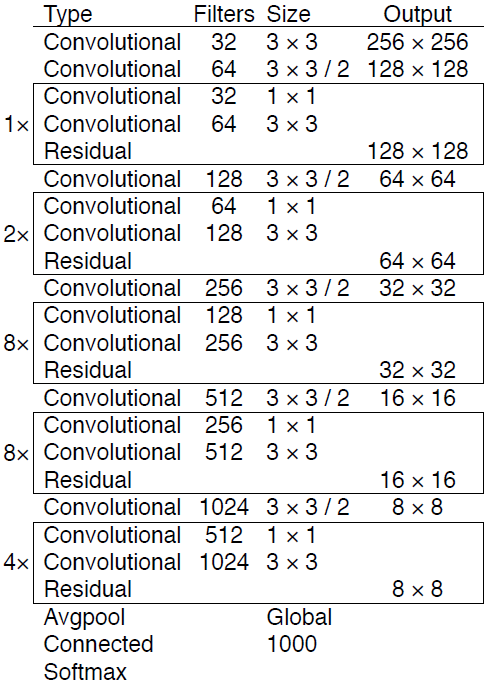 Type Filters Size Output
Convolutional 32 3 × 3 256 × 256
Convolutional 64 3 × 3 / 2 128 × 128
Convolutional 32 1 × 1
1× Convolutional 64 3 × 3
Residual 128 × 128
Convolutional 128 3 × 3 / 2 64 × 64
Convolutional 64 1 × 1
2× Convolutional 128 3 × 3
Residual 64 × 64
Convolutional 256 3 × 3 / 2 32 × 32
Convolutional 128 1 × 1
8× Convolutional 256 3 × 3
Residual 32 × 32
Convolutional 512 3 × 3 / 2 16 × 16
Convolutional 256 1 × 1
8× Convolutional 512 3 × 3
Residual 16 × 16
Convolutional 1024 3 × 3 / 2 8 × 8
Convolutional 512 1 × 1
4× Convolutional 1024 3 × 3
Residual 8 × 8
Avgpool Global
Connected 1000
Softmax